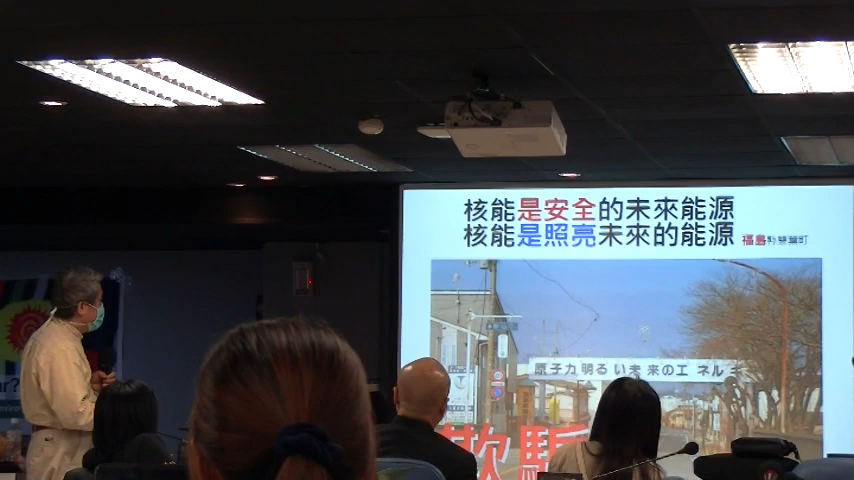 核能是安全的未來能源
核能是照亮未來的能源 福島縣雙葉町
原子力明るい未来のエネルギ
欺騙